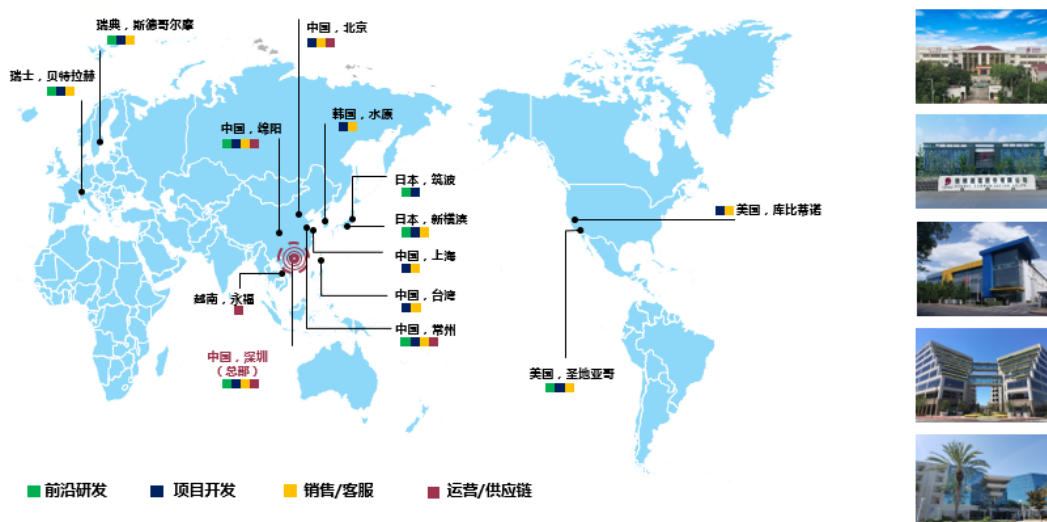 瑞典，斯德哥尔摩
中国，北京
瑞士，贝特拉赫
韩国，水原
中国，绵阳
日本，筑波
美国，库比蒂诺
日本，新横滨
中国，上海
越南，永福
中国，台湾
中国，常州
中国，深圳
（总部）
美国，圣地亚哥
前沿研发
项目开发
销售/客服
运营/供应链